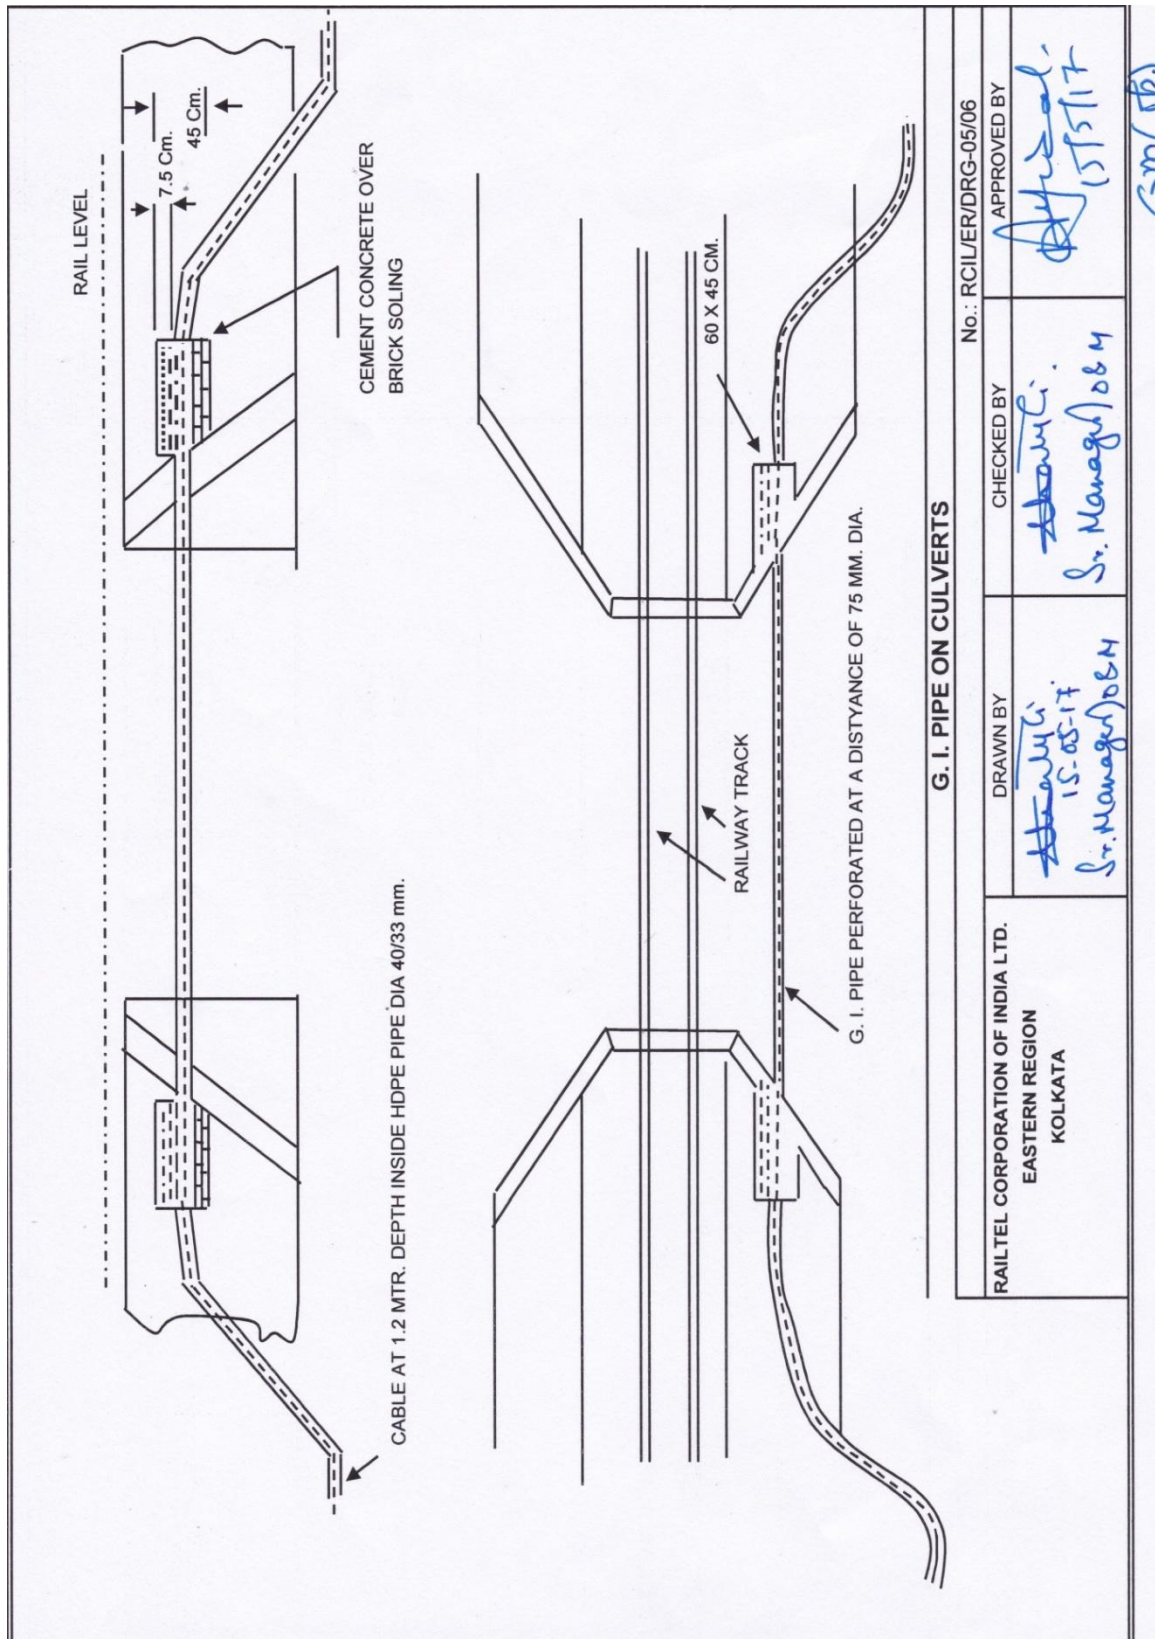 RAIL LEVEL
7.5 Cm.
45 Cm.
CEMENT CONCRETE OVER
BRICK SOLING
CABLE AT 1.2 MTR. DEPTH INSIDE HDPE PIPE DIA 40/33 mm.
60 X 45 CM.
RAILWAY TRACK
G. I. PIPE PERFORATED AT A DISTYANCE OF 75 MM. DIA.
G. I. PIPE ON CULVERTS
No.: RCIL/ER/DRG-05/06
RAILTEL CORPORATION OF INDIA LTD.
EASTERN REGION
KOLKATA
DRAWN BY
15-05-17
Sr. Manager/O&M
CHECKED BY
Sr. Manager/O&M
APPROVED BY
15/5/17